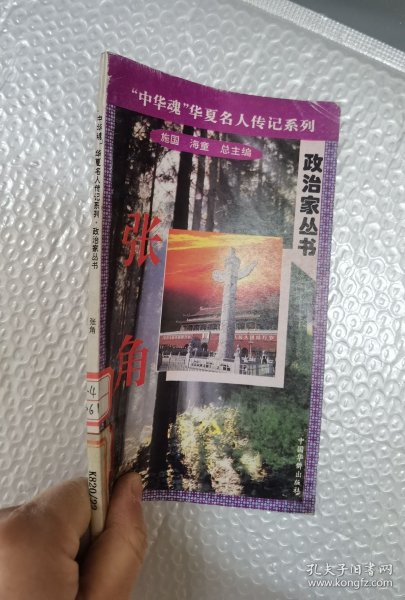 “中华魂”华夏名人传记系列
施国 海童 总主编
政治家丛书
张角
中国华侨出版社
中华魂”华夏名人传记系列·政治家丛书
张角
K820/92
孔夫子旧书网
www.kongfz.com